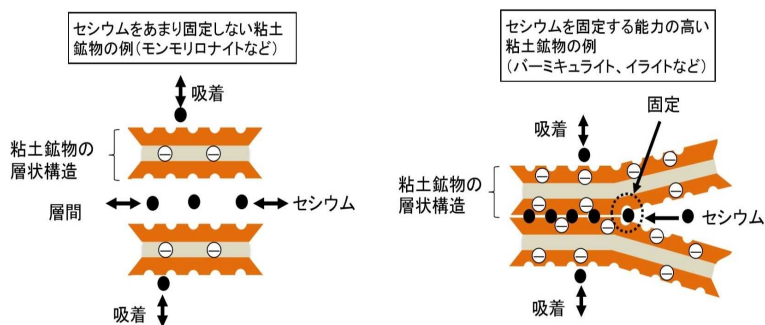 セシウムをあまり固定しない粘土
鉱物の例(モンモリロナイトなど)
吸着
粘土鉱物の
層状構造
層間
セシウム
吸着
セシウムを固定する能力の高い
粘土鉱物の例
(バーミキュライト、イライトなど)
固定
吸着
粘土鉱物の
層状構造
セシウム
吸着